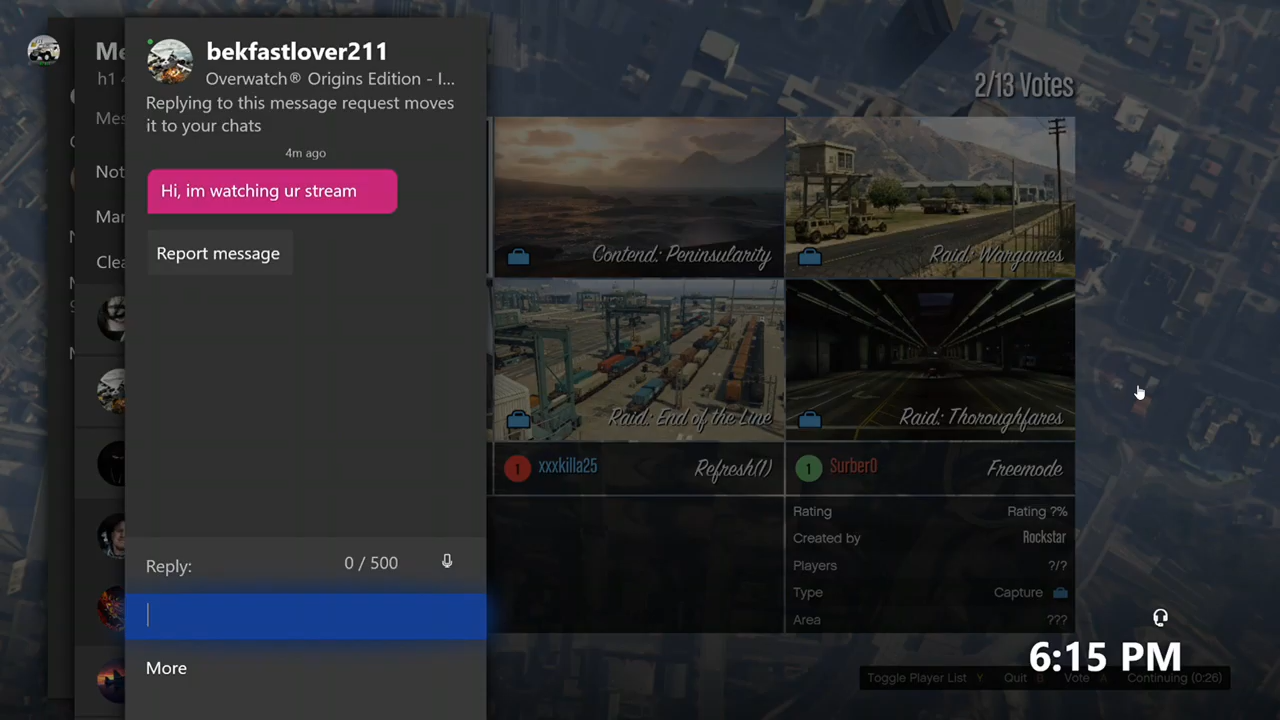 Me
h1 4
Mes
Not
Mar
Clea
bekfastlover211
Overwatch® Origins Edition - I...
Replying to this message request moves
it to your chats
4m ago
Hi, im watching ur stream
Report message
Reply:
0 / 500
More
2/13 Votes
Contend: Peninsularity
Raid: Wargames
Raid: End of the Line
Raid: Thoroughfares
1 xxxkilla25 Refresh(1)
1 Surber0 Freemode
Rating Rating ?%
Created by Rockstar
Players ?/?
Type Capture
Area ???
6:15 PM
Toggle Player List Y Quit B Vote A Continuing (0:26)